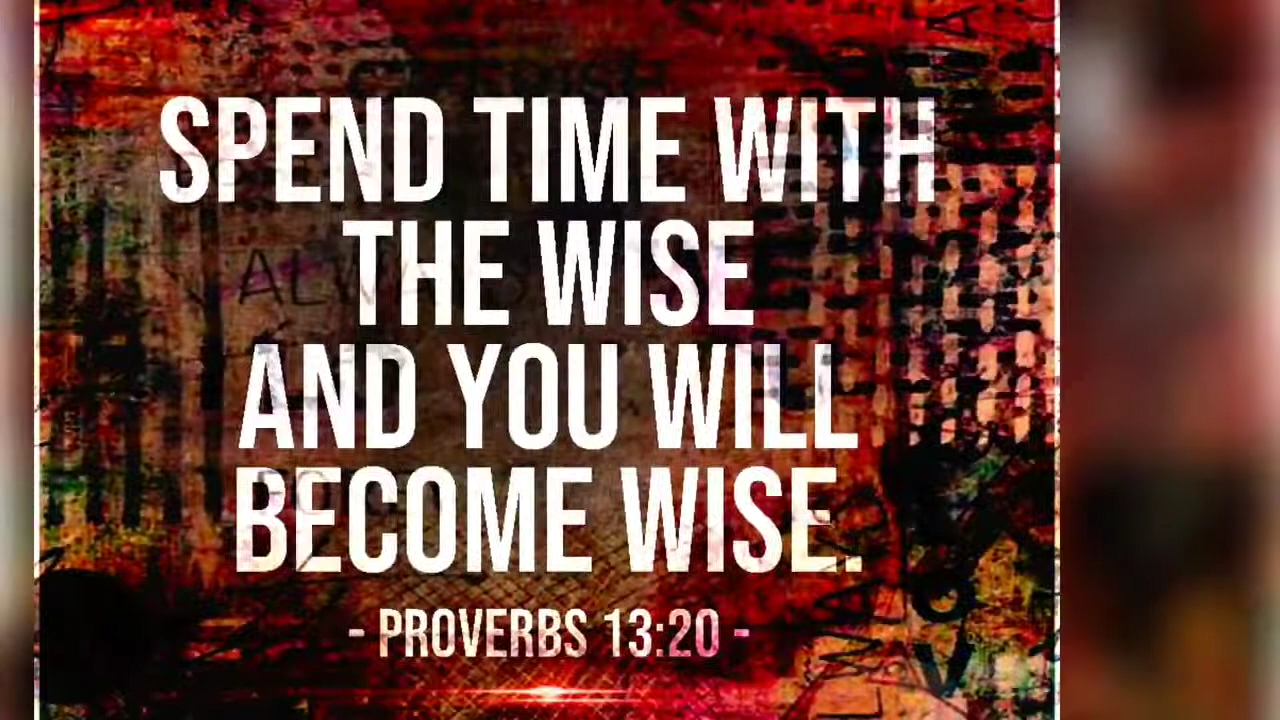 SPEND TIME WITH
THE WISE
AND YOU WILL
BECOME WISE.
- PROVERBS 13:20 -